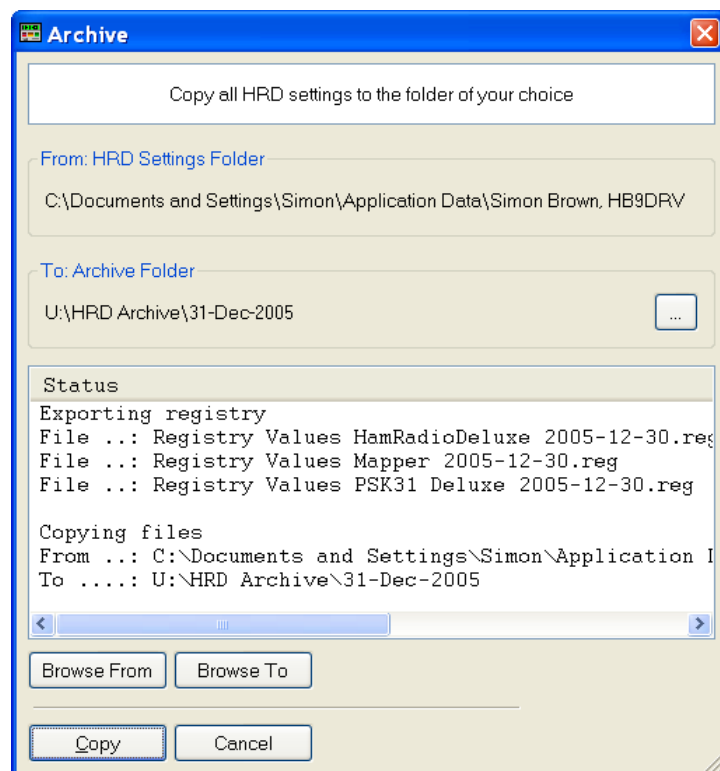 Archive
Copy all HRD settings to the folder of your choice
From: HRD Settings Folder
C:\Documents and Settings\Simon\Application Data\Simon Brown, HB9DRV
To: Archive Folder
U:\HRD Archive\31-Dec-2005
...
Status
Exporting registry
File ..: Registry Values HamRadioDeluxe 2005-12-30.reg
File ..: Registry Values Mapper 2005-12-30.reg
File ..: Registry Values PSK31 Deluxe 2005-12-30.reg
Copying files
From ..: C:\Documents and Settings\Simon\Application
To ....: U:\HRD Archive\31-Dec-2005
Browse From
Browse To
Copy
Cancel